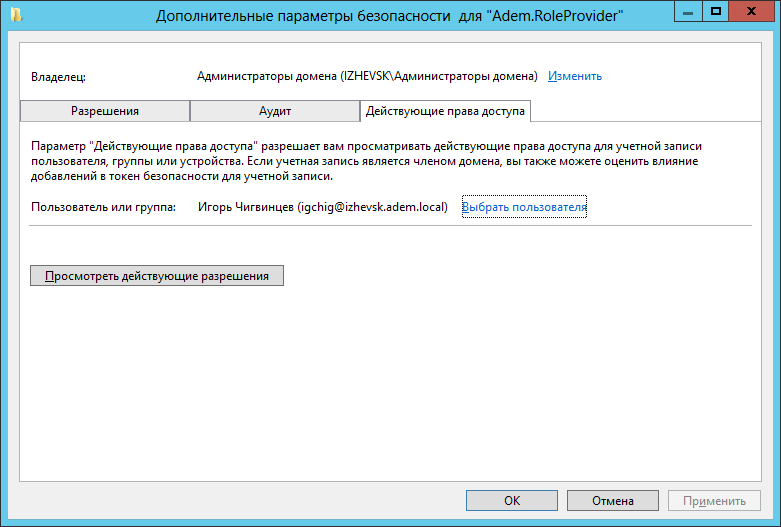 Дополнительные параметры безопасности для "Adem.RoleProvider"
Владелец: Администраторы домена (IZHEVSK\Администраторы домена) Изменить
Разрешения Аудит Действующие права доступа
Параметр "Действующие права доступа" разрешает вам просматривать действующие права доступа для учетной записи
пользователя, группы или устройства. Если учетная запись является членом домена, вы также можете оценить влияние
добавлений в токен безопасности для учетной записи.
Пользователь или группа: Игорь Чигвинцев (igchig@izhevsk.adem.local) Выбрать пользователя
Просмотреть действующие разрешения
ОК Отмена Применить